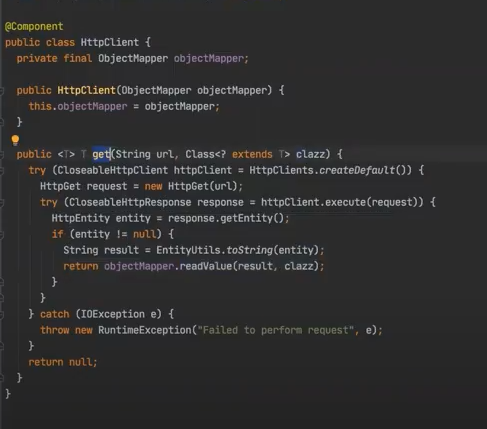 @Component
public class HttpClient {
private final ObjectMapper objectMapper;
public HttpClient(ObjectMapper objectMapper) {
this.objectMapper = objectMapper;
}
public <T> T get(String url, Class<? extends T> clazz) {
try (CloseableHttpClient httpClient = HttpClients.createDefault()) {
HttpGet request = new HttpGet(url);
try (CloseableHttpResponse response = httpClient.execute(request)) {
HttpEntity entity = response.getEntity();
if (entity != null) {
String result = EntityUtils.toString(entity);
return objectMapper.readValue(result, clazz);
}
}
} catch (IOException e) {
throw new RuntimeException("Failed to perform request", e);
}
return null;
}
}